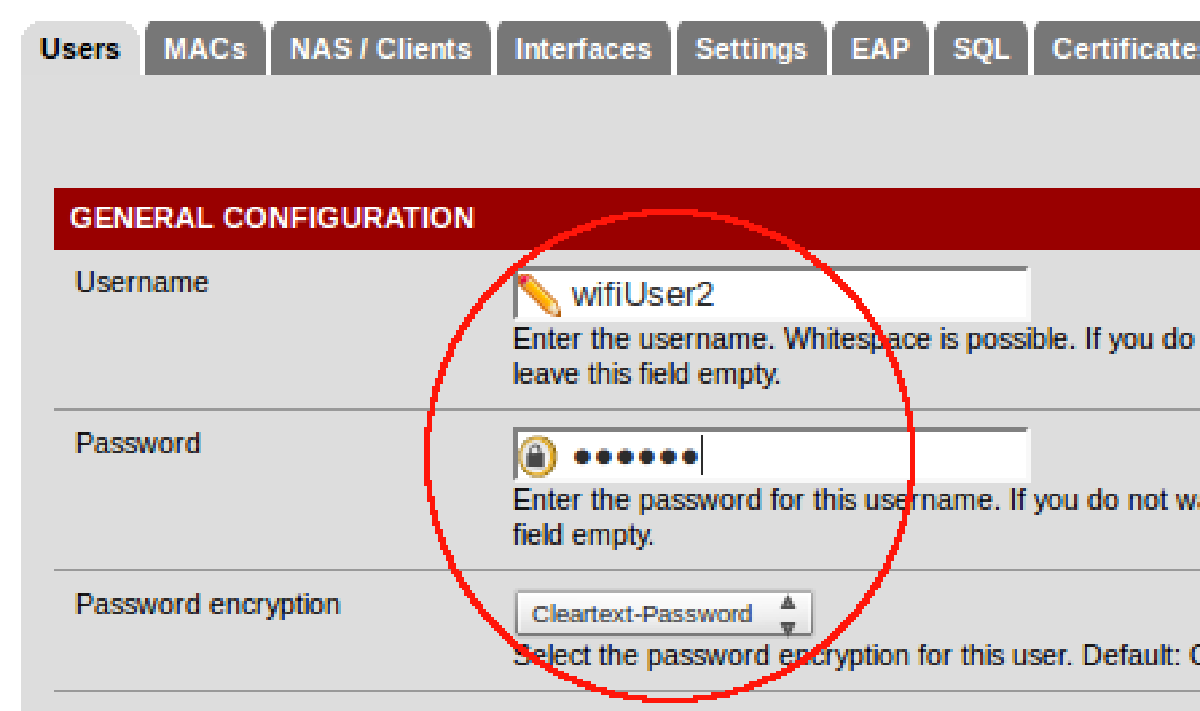 Users MACs NAS / Clients Interfaces Settings EAP SQL Certificate
GENERAL CONFIGURATION
Username
wifiUser2
Enter the username. Whitespace is possible. If you do
leave this field empty.
Password
●●●●●●
Enter the password for this username. If you do not
field empty.
Password encryption
Cleartext-Password
Select the password encryption for this user. Default: